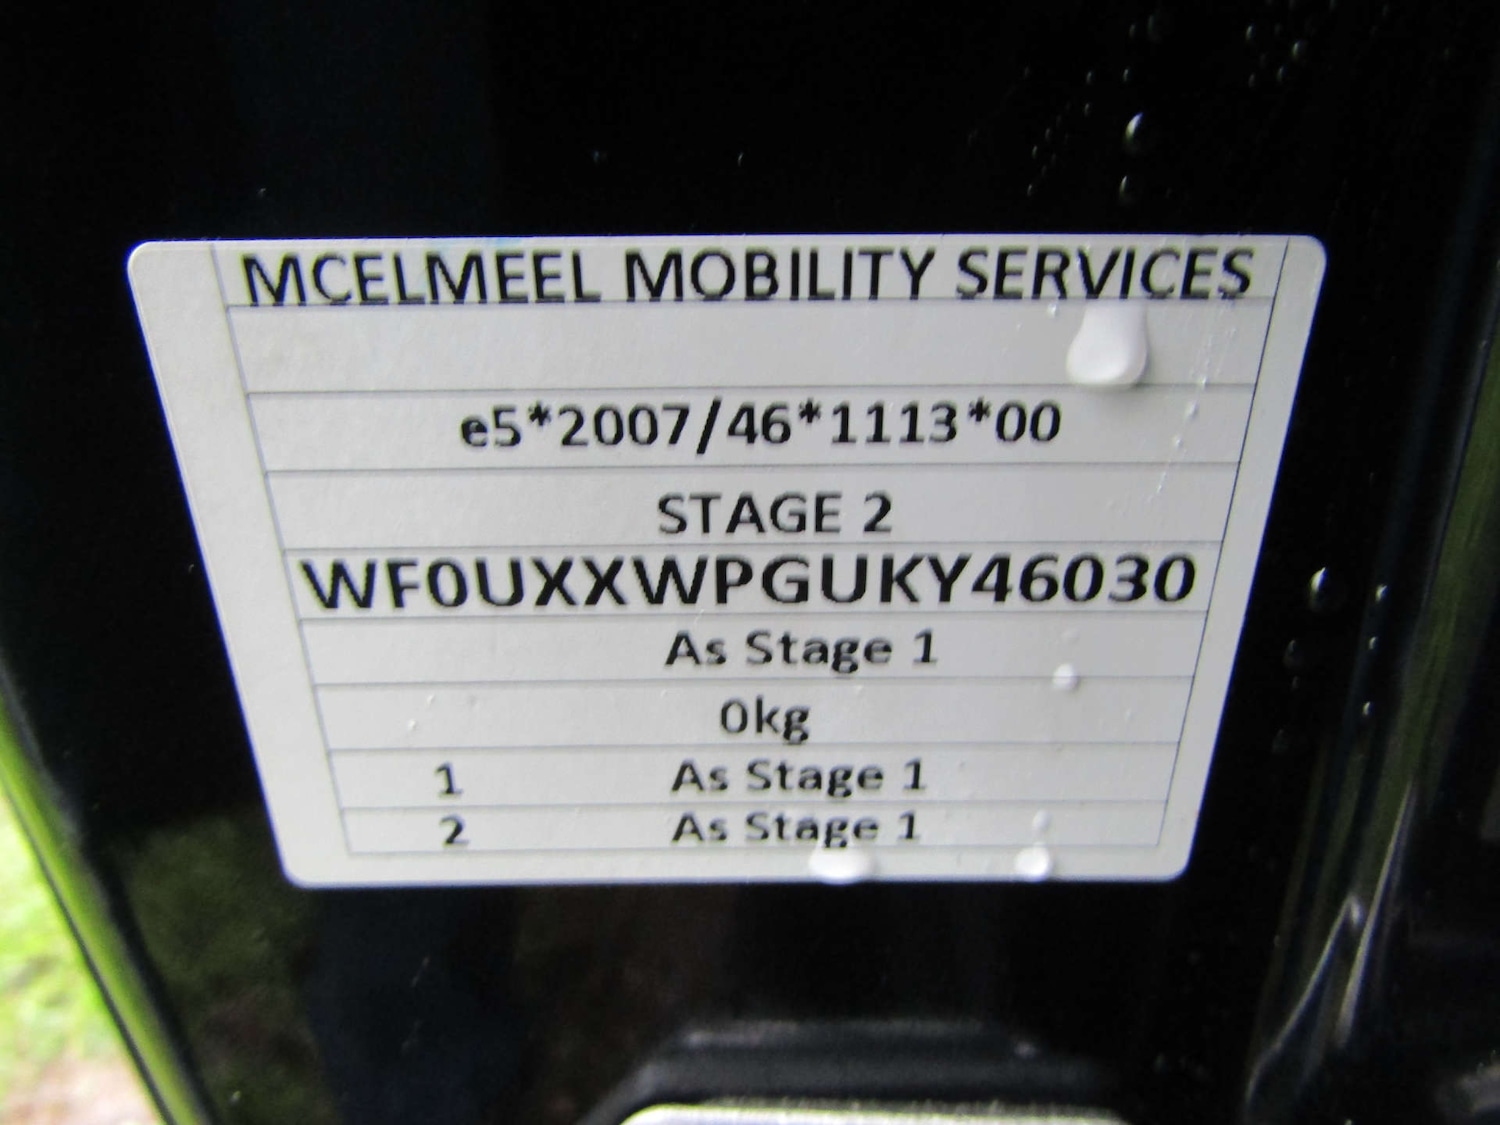 MCELMEEL MOBILITY SERVICES
e5*2007/46*1113*00
STAGE 2
WF0UXXWPGUKY46030
As Stage 1
0kg
1 As Stage 1
2 As Stage 1